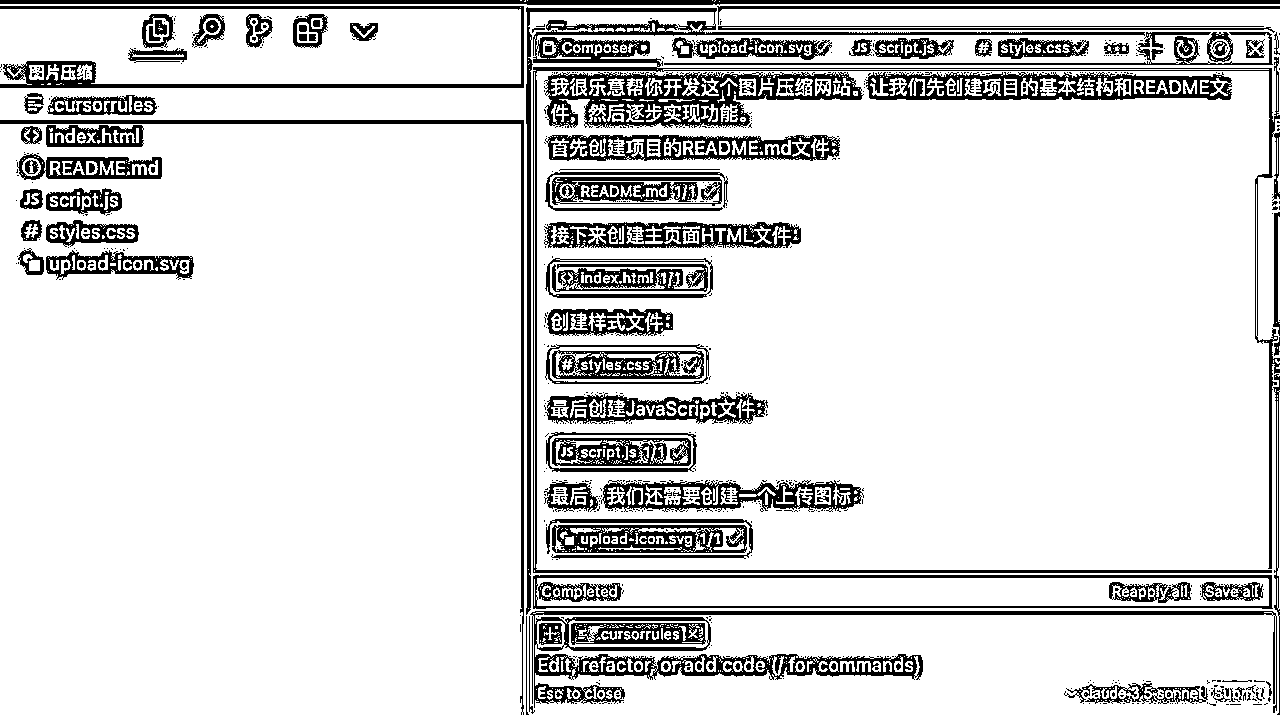 图片压缩
.cursorrules
index.html
README.md
JS script.js
# styles.css
upload-icon.svg
Composer
upload-icon.svg
JS script.js
# styles.css
我很乐意帮你开发这个图片压缩网站。让我们先创建项目的基本结构和README文
件，然后逐步实现功能。
首先创建项目的README.md文件：
README.md 1/1
接下来创建主页面HTML文件：
index.html 1/1
创建样式文件：
# styles.css 1/1
最后创建JavaScript文件：
JS script.js 1/1
最后，我们还需要创建一个上传图标：
upload-icon.svg 1/1
Completed
Reapply all Save all
.cursorrules
Edit, refactor, or add code (/ for commands)
Esc to close
claude-3.5-sonnet Submit